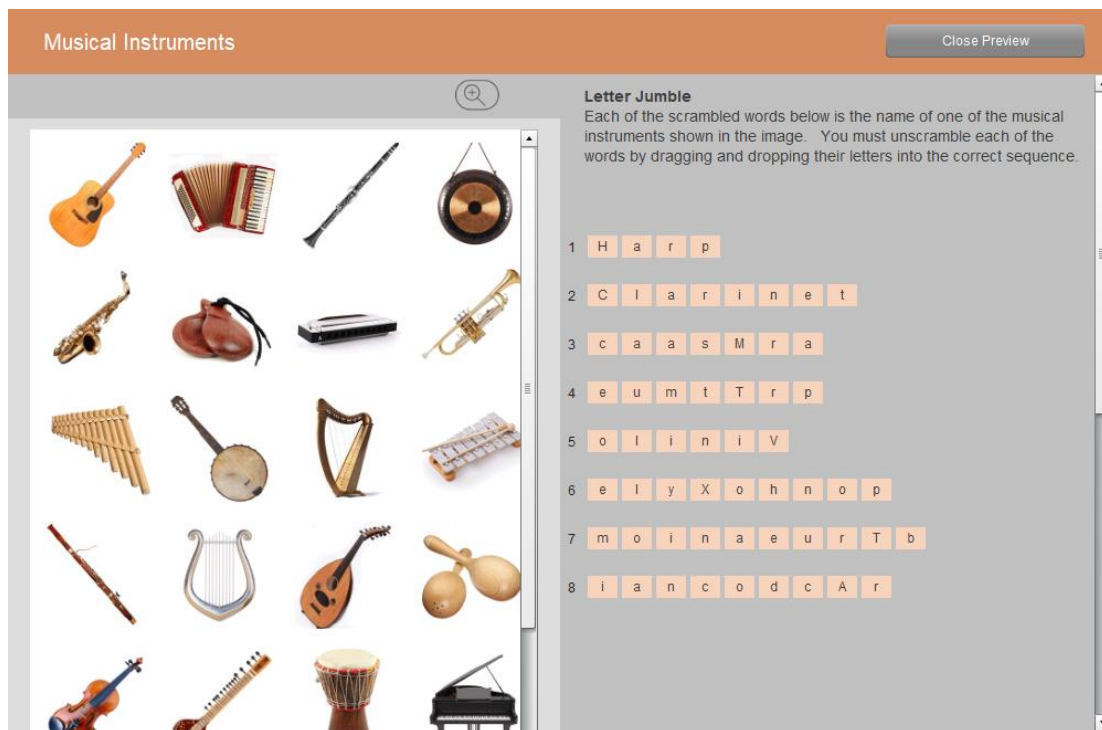 Musical Instruments
Close Preview
Letter Jumble
Each of the scrambled words below is the name of one of the musical
instruments shown in the image. You must unscramble each of the
words by dragging and dropping their letters into the correct sequence.
1 H a r p
2 C l a r i n e t
3 c a a s M r a
4 e u m t T r p
5 o l i n i V
6 e l y X o h n o p
7 m o i n a e u r T b
8 i a n c o d c A r